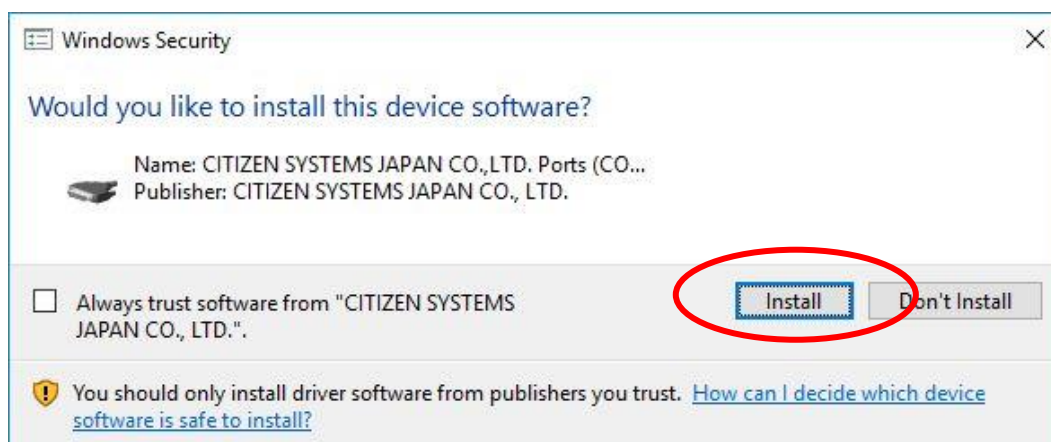 Windows Security
Would you like to install this device software?
Name: CITIZEN SYSTEMS JAPAN CO.,LTD. Ports (CO...
Publisher: CITIZEN SYSTEMS JAPAN CO., LTD.
Always trust software from "CITIZEN SYSTEMS
JAPAN CO., LTD.".
Install
Don't Install
You should only install driver software from publishers you trust. How can I decide which device
software is safe to install?